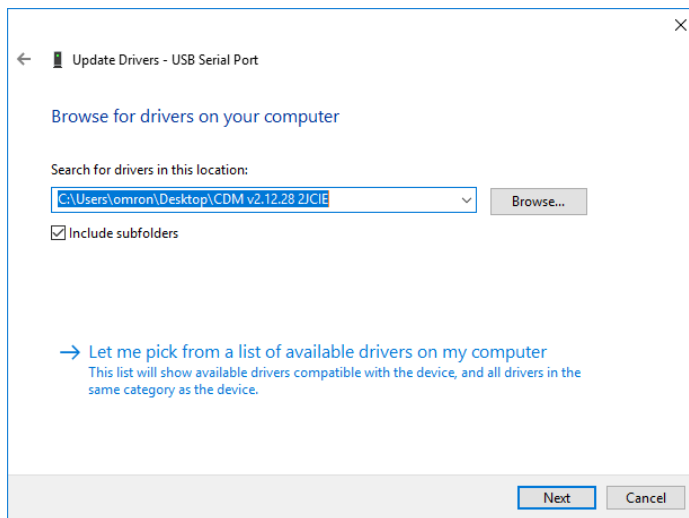 Update Drivers - USB Serial Port
Browse for drivers on your computer
Search for drivers in this location:
C:\Users\omron\Desktop\CDM v2.12.28 2JCIE
Browse...
Include subfolders
Let me pick from a list of available drivers on my computer
This list will show available drivers compatible with the device, and all drivers in the
same category as the device.
Next
Cancel